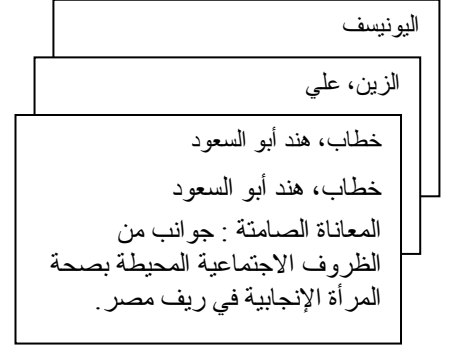 اليونيسف
الزين، علي
خطاب، هند أبو السعود
خطاب، هند أبو السعود
المعاناة الصامتة : جوانب من
الظروف الاجتماعية المحيطة بصحة
المرأة الإنجابية في ريف مصر.